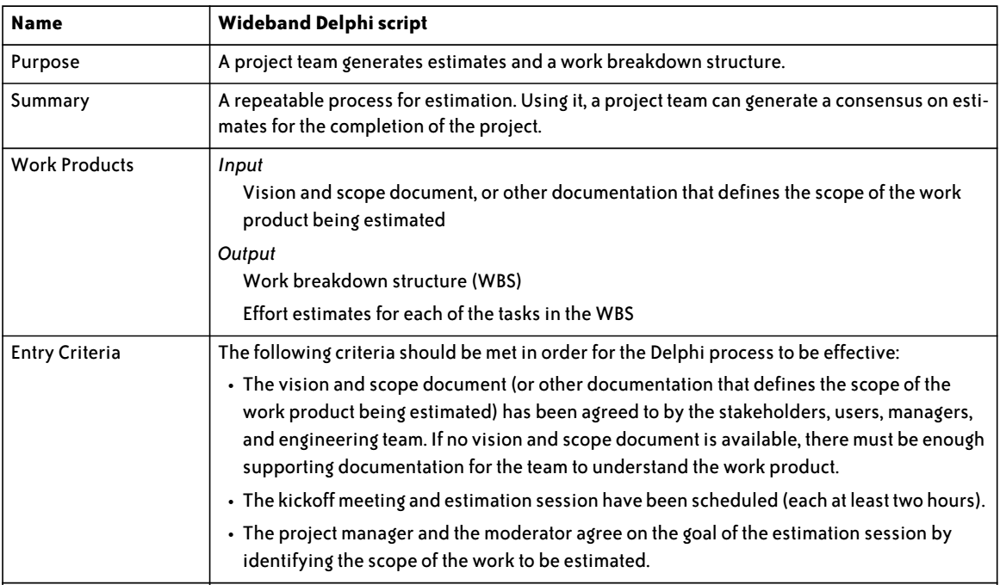 Name Wideband Delphi script
Purpose A project team generates estimates and a work breakdown structure.
Summary A repeatable process for estimation. Using it, a project team can generate a consensus on esti-
mates for the completion of the project.
Work Products Input
Vision and scope document, or other documentation that defines the scope of the work
product being estimated
Output
Work breakdown structure (WBS)
Effort estimates for each of the tasks in the WBS
Entry Criteria The following criteria should be met in order for the Delphi process to be effective:
• The vision and scope document (or other documentation that defines the scope of the
work product being estimated) has been agreed to by the stakeholders, users, managers,
and engineering team. If no vision and scope document is available, there must be enough
supporting documentation for the team to understand the work product.
• The kickoff meeting and estimation session have been scheduled (each at least two hours).
• The project manager and the moderator agree on the goal of the estimation session by
identifying the scope of the work to be estimated.